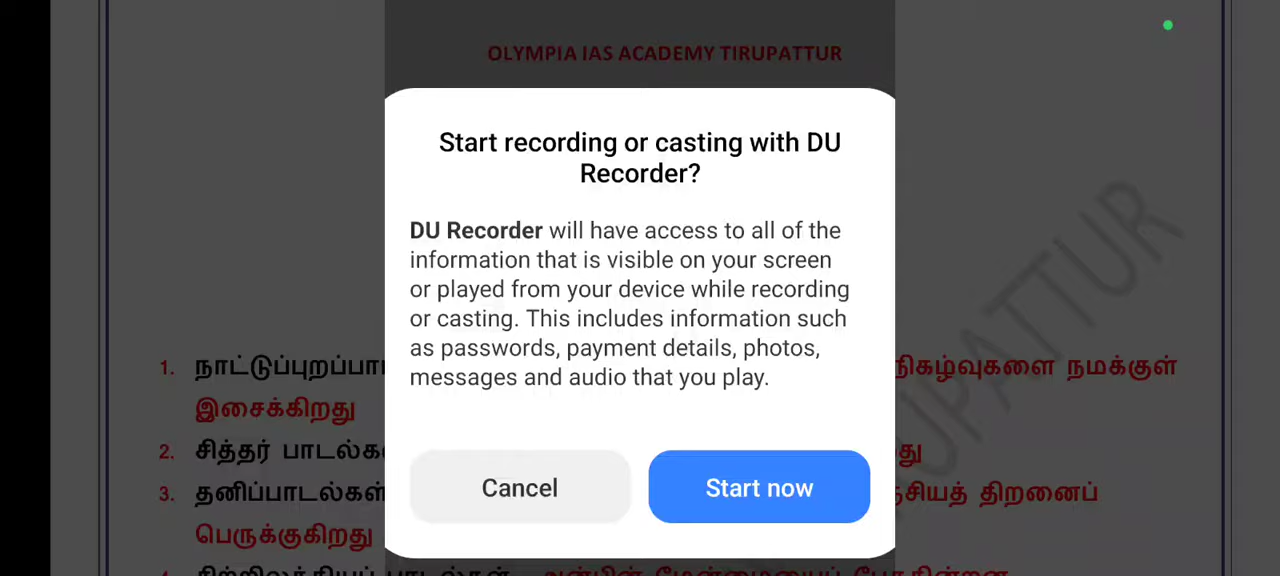 OLYMPIA IAS ACADEMY TIRUPATTUR
Start recording or casting with DU
Recorder?
DU Recorder will have access to all of the
information that is visible on your screen
or played from your device while recording
or casting. This includes information such
as passwords, payment details, photos,
messages and audio that you play.
Cancel
Start now
1. நிகழ்வுகளை நமக்குள்
இசைக்கிறது
2. சித்தர்
3. தனிப்பாடல்கள் திறனைப்
பெருக்குகிறது